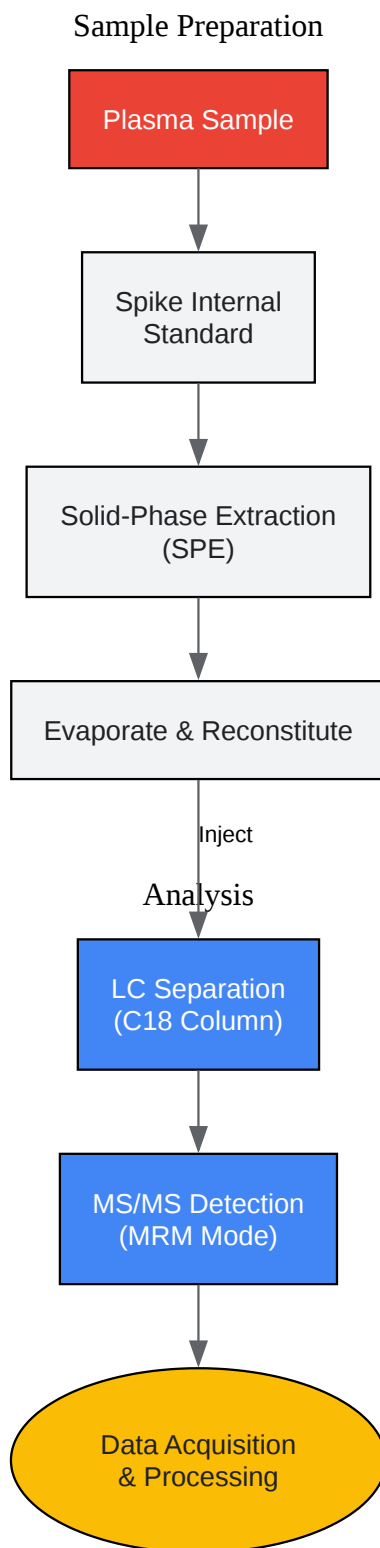 Sample Preparation
Plasma Sample
Spike Internal
Standard
Solid-Phase Extraction
(SPE)
Evaporate & Reconstitute
Inject
Analysis
LC Separation
(C18 Column)
MS/MS Detection
(MRM Mode)
Data Acquisition
& Processing